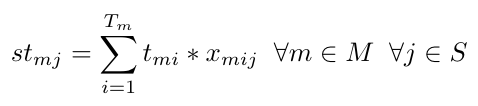 $st_{mj} = \sum_{i=1}^{T_m} t_{mi} * x_{mij} \;\; \forall m \in M \;\; \forall j \in S$